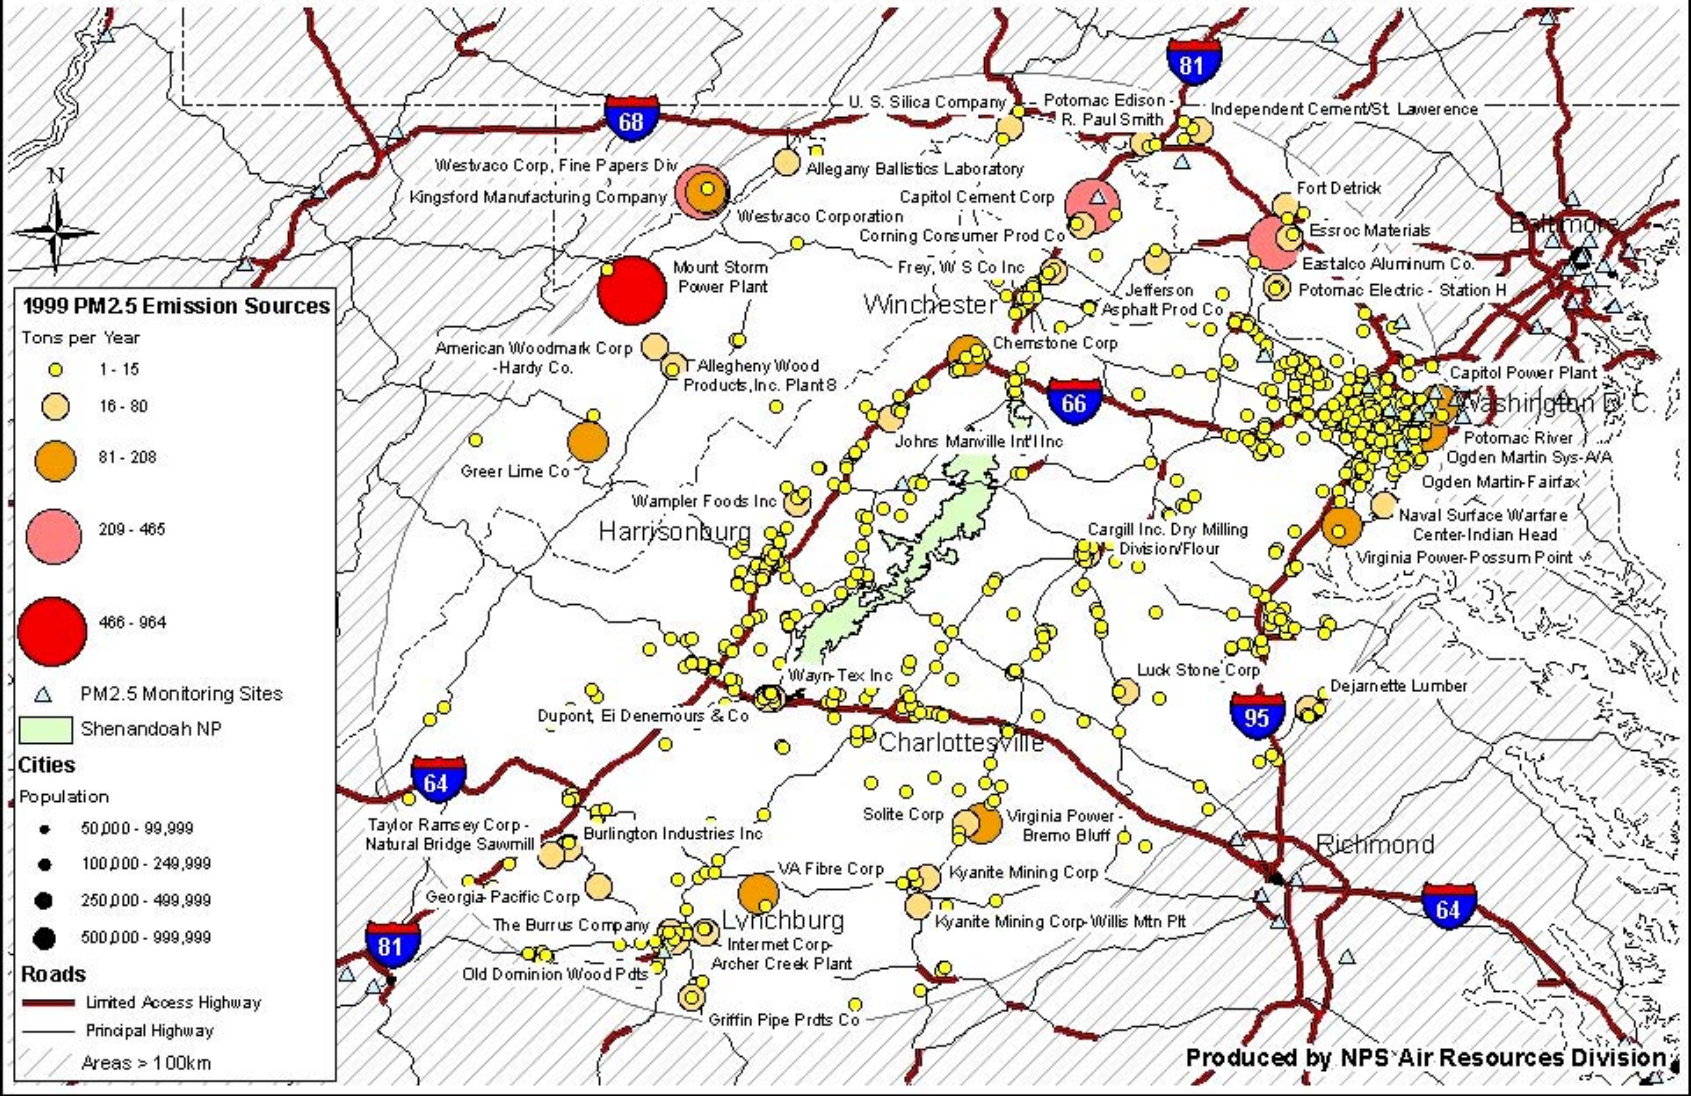 81
68
U. S. Silica Company
Potomac Edison -
R. Paul Smith
Independent Cement/St. Lawerence
Westvaco Corp, Fine Papers Div
Allegany Ballistics Laboratory
N
Kingsford Manufacturing Company
Capitol Cement Corp
Fort Detrick
Westvaco Corporation
Corning Consumer Prod Co
Essroc Materials
Baltimore
Mount Storm
Power Plant
Frey, W S Co Inc
Eastalco Aluminum Co.
Winchester
Jefferson
Asphalt Prod Co
Potomac Electric - Station H
1999 PM2.5 Emission Sources
Tons per Year
1 - 15
16 - 80
81 - 208
209 - 465
466 - 964
PM2.5 Monitoring Sites
Shenandoah NP
Cities
Population
50,000 - 99,999
100,000 - 249,999
250,000 - 499,999
500,000 - 999,999
Roads
Limited Access Highway
Principal Highway
Areas > 100km
American Woodmark Corp
-Hardy Co.
Allegheny Wood
Products, Inc. Plant 8
Chemstone Corp
Capitol Power Plant
66
Washington D.C.
Johns Manville Int'l Inc
Potomac River
Ogden Martin Sys-A/A
Greer Lime Co
Ogden Martin-Fairfax
Wampler Foods Inc
Harrisonburg
Cargill Inc. Dry Milling
Division/Flour
Naval Surface Warfare
Center-Indian Head
Virginia Power-Possum Point
Wayn-Tex Inc
Luck Stone Corp
Dejarnette Lumber
Dupont, Ei Denemours & Co
95
Charlottesville
64
Taylor Ramsey Corp -
Natural Bridge Sawmill
Burlington Industries Inc
Solite Corp
Virginia Power -
Bremo Bluff
Richmond
VA Fibre Corp
Kyanite Mining Corp
Georgia-Pacific Corp
64
The Burrus Company
Lynchburg
Kyanite Mining Corp-Willis Mtn Plt
81
Internet Corp-
Archer Creek Plant
Old Dominion Wood Pdts
Griffin Pipe Prdts Co
Produced by NPS Air Resources Division